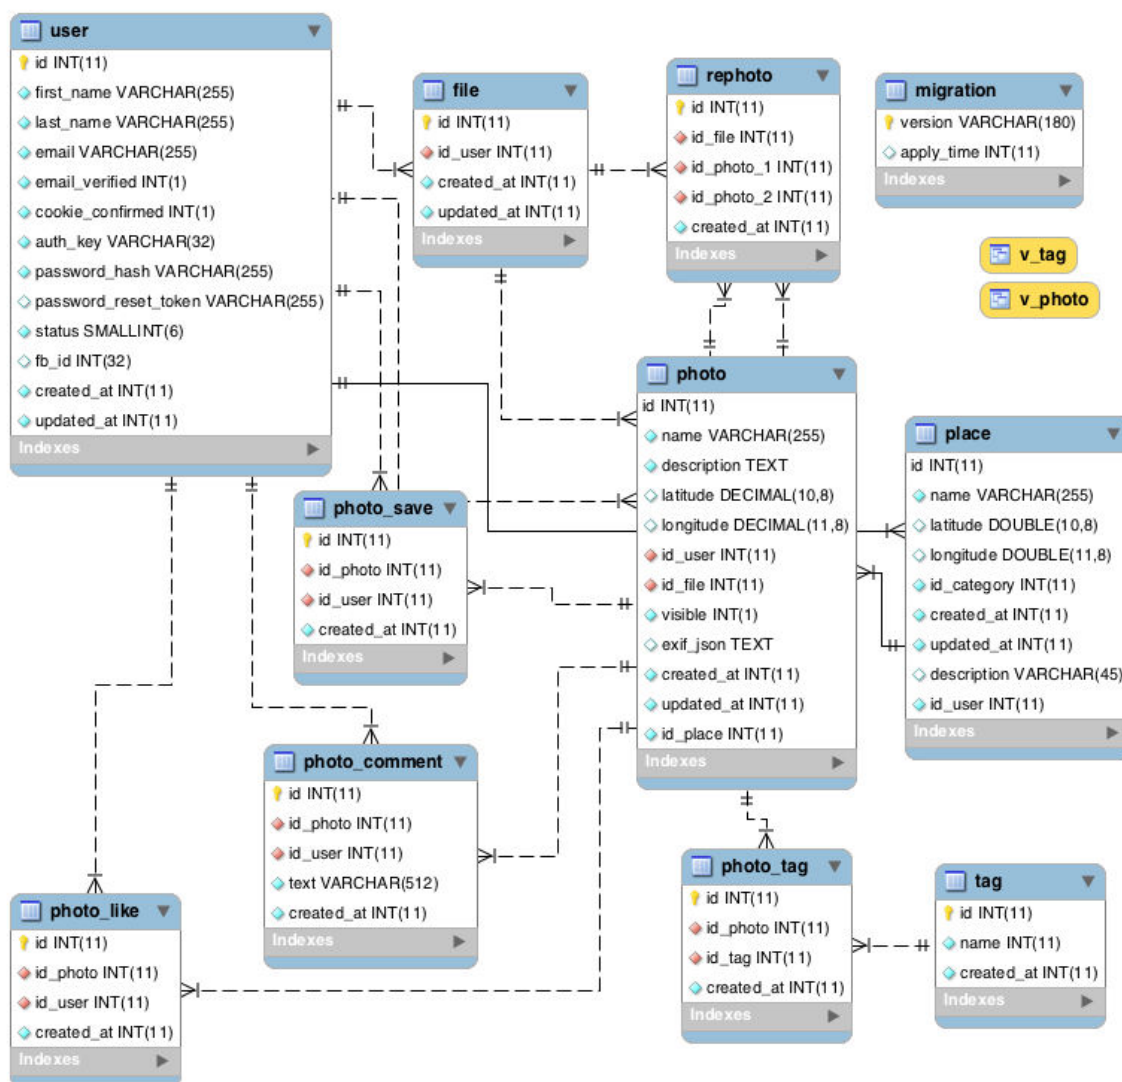 user
id INT(11)
first_name VARCHAR(255)
last_name VARCHAR(255)
email VARCHAR(255)
email_verified INT(1)
cookie_confirmed INT(1)
auth_key VARCHAR(32)
password_hash VARCHAR(255)
password_reset_token VARCHAR(255)
status SMALLINT(6)
fb_id INT(32)
created_at INT(11)
updated_at INT(11)
Indexes
file
id INT(11)
id_user INT(11)
created_at INT(11)
updated_at INT(11)
Indexes
rephoto
id INT(11)
id_file INT(11)
id_photo_1 INT(11)
id_photo_2 INT(11)
created_at INT(11)
Indexes
migration
version VARCHAR(180)
apply_time INT(11)
Indexes
v_tag
v_photo
photo
id INT(11)
name VARCHAR(255)
description TEXT
latitude DECIMAL(10,8)
longitude DECIMAL(11,8)
id_user INT(11)
id_file INT(11)
visible INT(1)
exif_json TEXT
created_at INT(11)
updated_at INT(11)
id_place INT(11)
Indexes
place
id INT(11)
name VARCHAR(255)
latitude DOUBLE(10,8)
longitude DOUBLE(11,8)
id_category INT(11)
created_at INT(11)
updated_at INT(11)
description VARCHAR(45)
id_user INT(11)
Indexes
photo_save
id INT(11)
id_photo INT(11)
id_user INT(11)
created_at INT(11)
Indexes
photo_comment
id INT(11)
id_photo INT(11)
id_user INT(11)
text VARCHAR(512)
created_at INT(11)
Indexes
photo_like
id INT(11)
id_photo INT(11)
id_user INT(11)
created_at INT(11)
Indexes
photo_tag
id INT(11)
id_photo INT(11)
id_tag INT(11)
created_at INT(11)
Indexes
tag
id INT(11)
name INT(11)
created_at INT(11)
Indexes